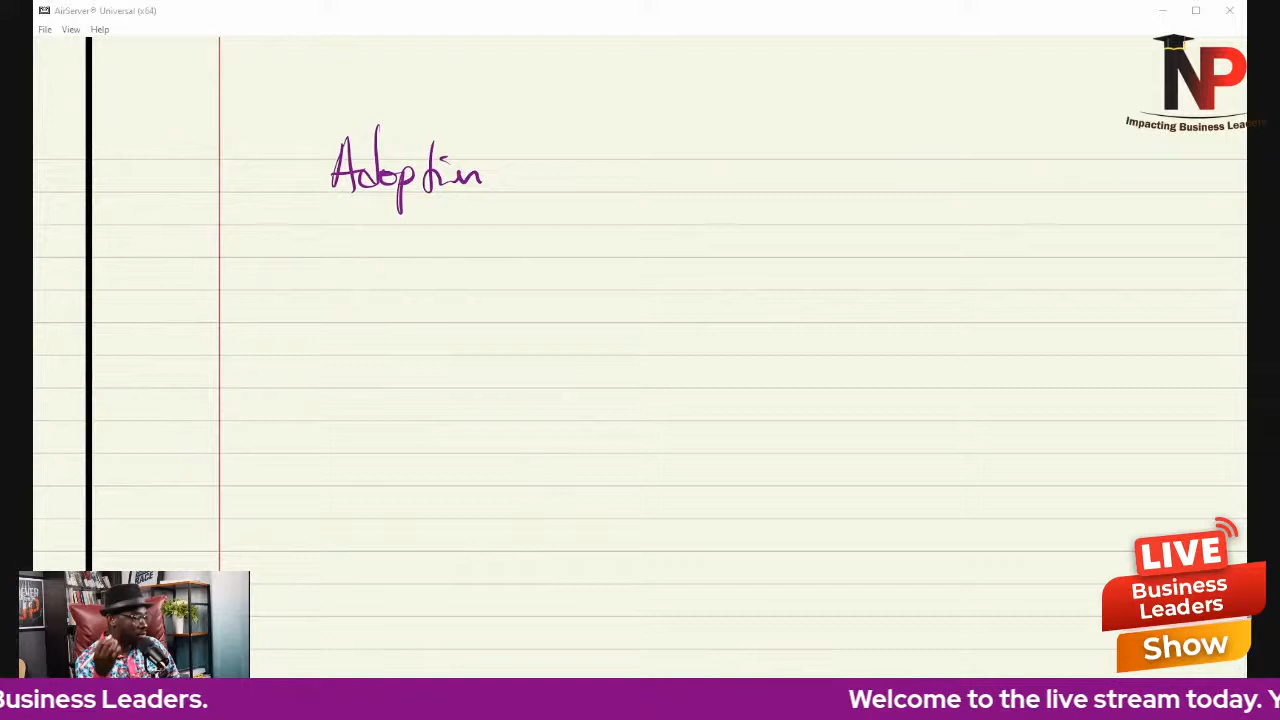 AirServer® Universal (x64)
File View Help
NP
Impacting Business Leaders
Adoption
LIVE
Business
Leaders
Show
Business Leaders.
Welcome to the live stream today. Y